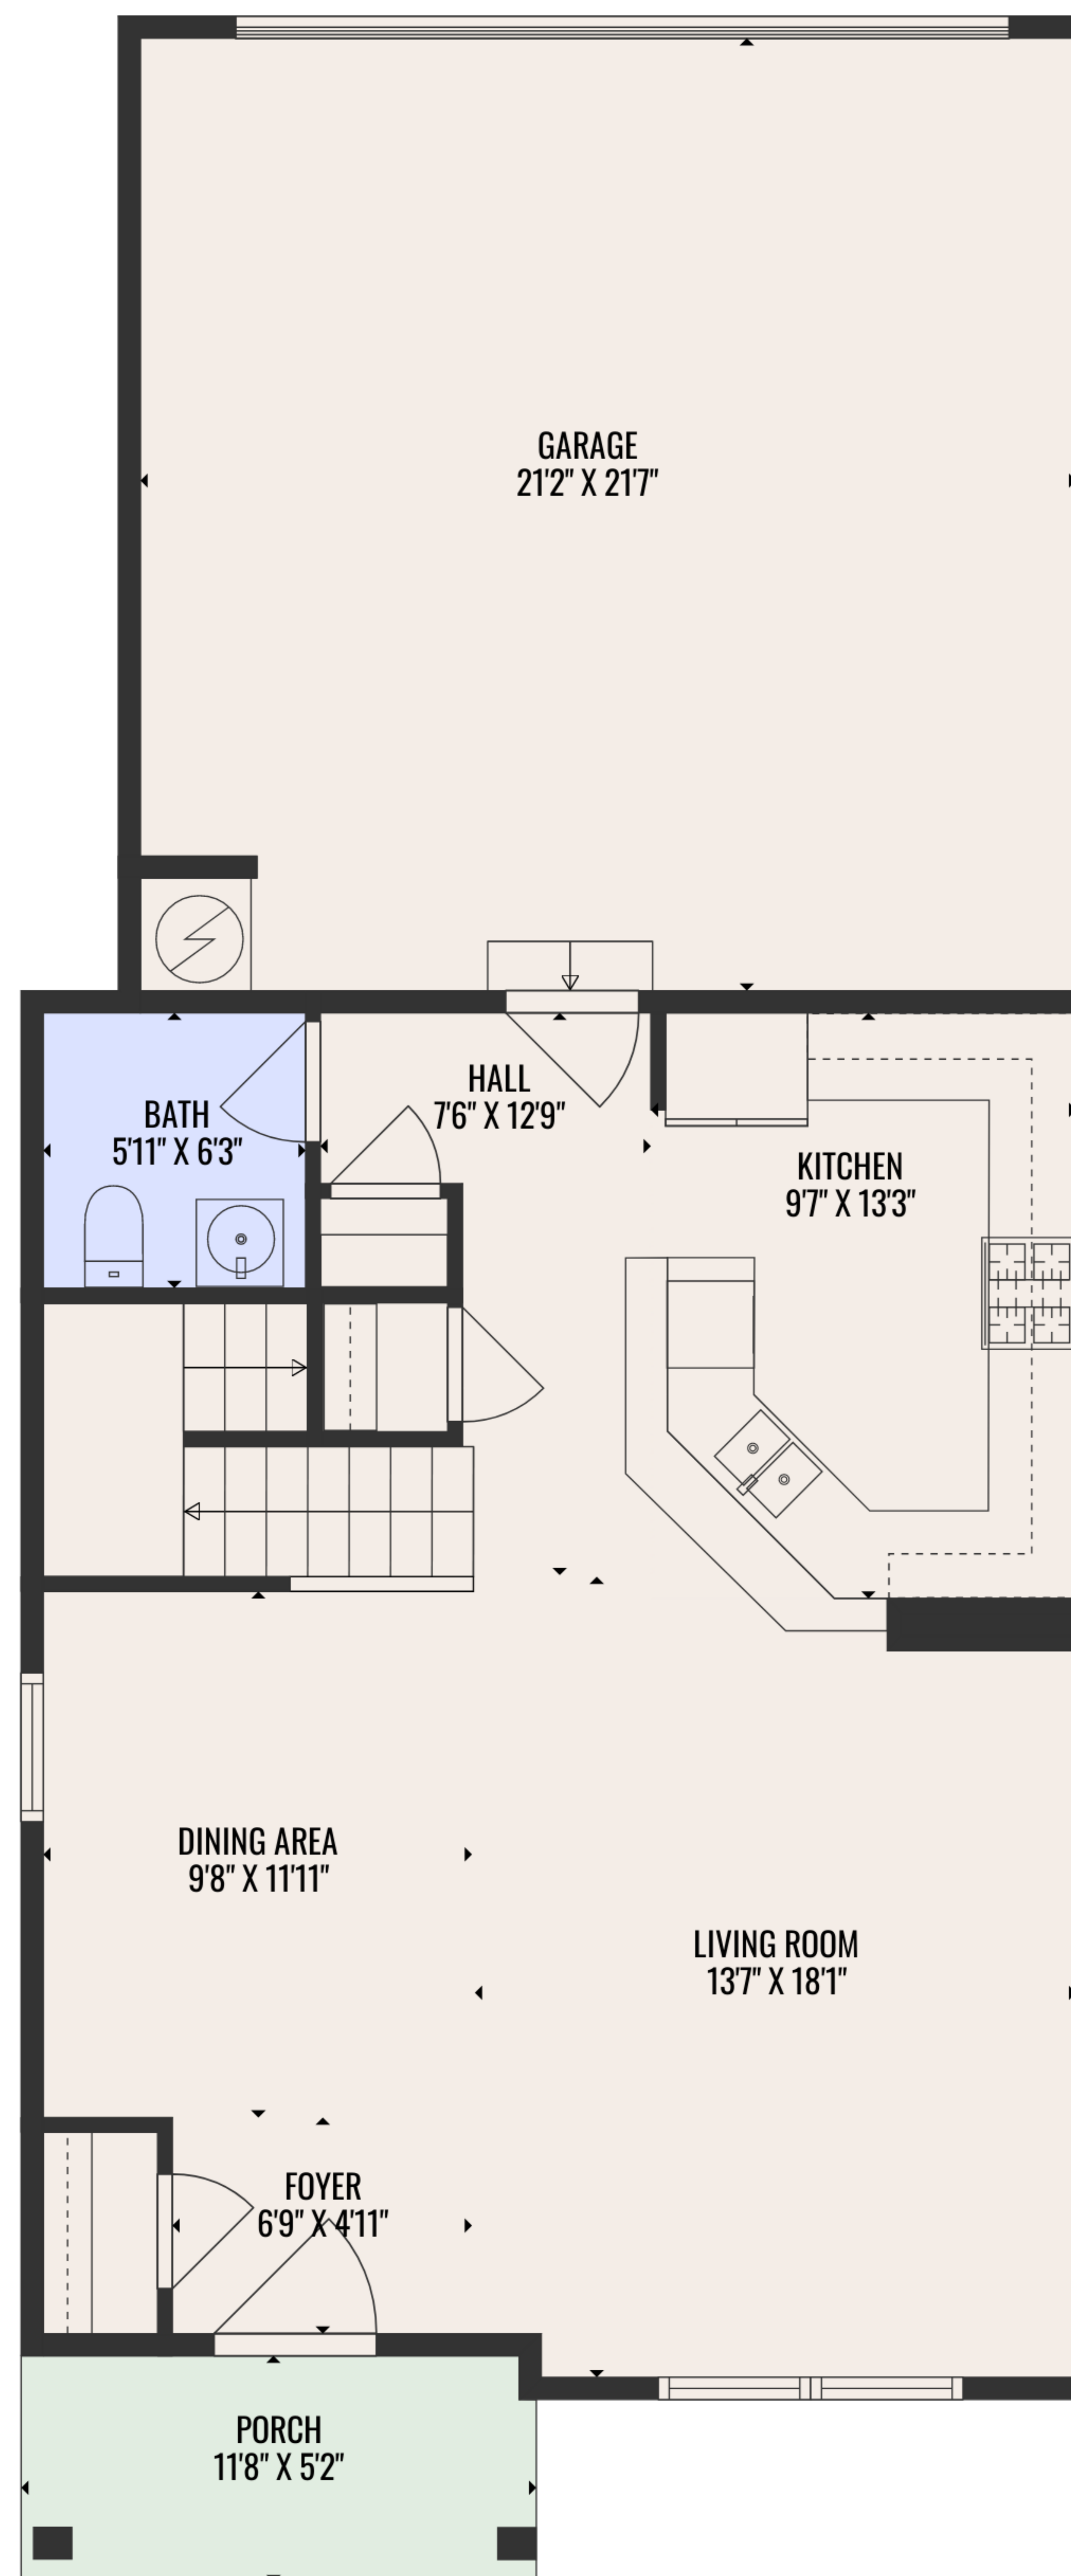 GARAGE
21'2" X 21'7"
HALL
7'6" X 12'9"
BATH
5'11" X 6'3"
KITCHEN
9'7" X 13'3"
DINING AREA
9'8" X 11'11"
LIVING ROOM
13'7" X 18'1"
FOYER
6'9" X 4'11"
PORCH
11'8" X 5'2"